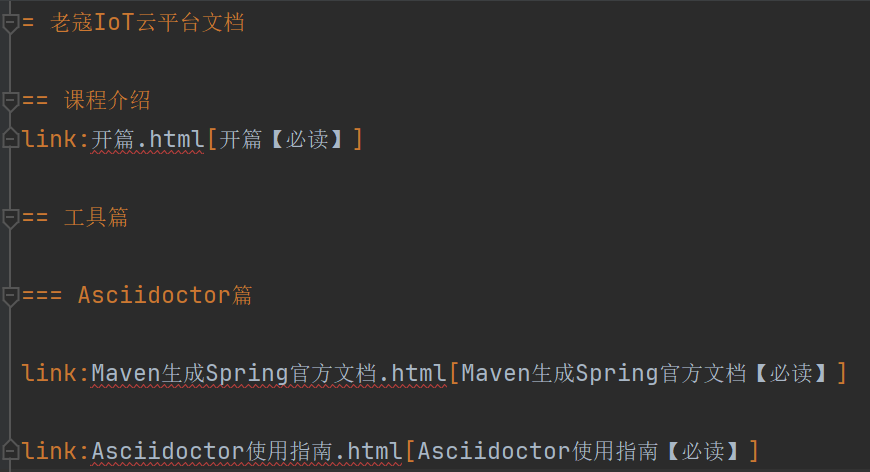 = 老寇IoT云平台文档
== 课程介绍
link:开篇.html[开篇【必读】]
== 工具篇
=== Asciidoctor篇
link:Maven生成Spring官方文档.html[Maven生成Spring官方文档【必读】]
link:Asciidoctor使用指南.html[Asciidoctor使用指南【必读】]